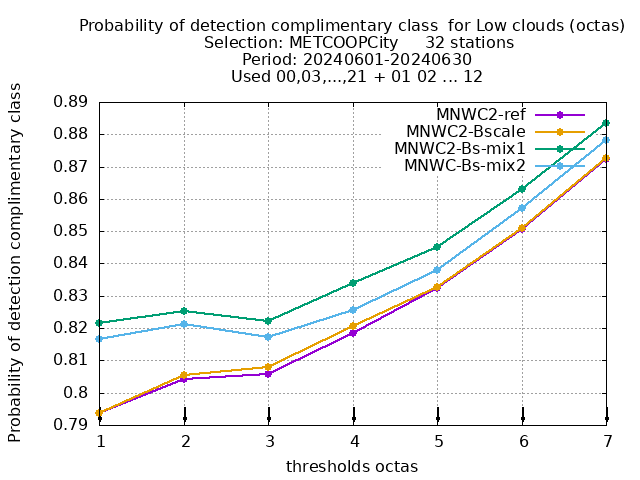 Probability of detection complimentary class  for Low clouds (octas)
Selection: METCOOPCity     32 stations
Period: 20240601-20240630
Used 00,03,...,21 + 01 02 ... 12
Probability of detection complimentary class
0.89
0.88
0.87
0.86
0.85
0.84
0.83
0.82
0.81
0.8
0.79
MNWC2-ref
MNWC2-Bscale
MNWC2-Bs-mix1
MNWC-Bs-mix2
1 2 3 4 5 6 7
thresholds octas